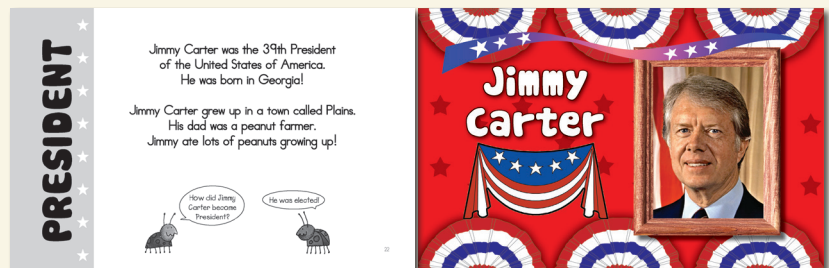 PRESIDENT
Jimmy Carter was the 39th President
of the United States of America.
He was born in Georgia!
Jimmy Carter grew up in a town called Plains.
His dad was a peanut farmer.
Jimmy ate lots of peanuts growing up!
How did Jimmy
Carter become
President?
He was elected!
22
Jimmy
Carter